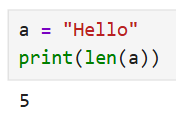 a = "Hello"
print(len(a))
5